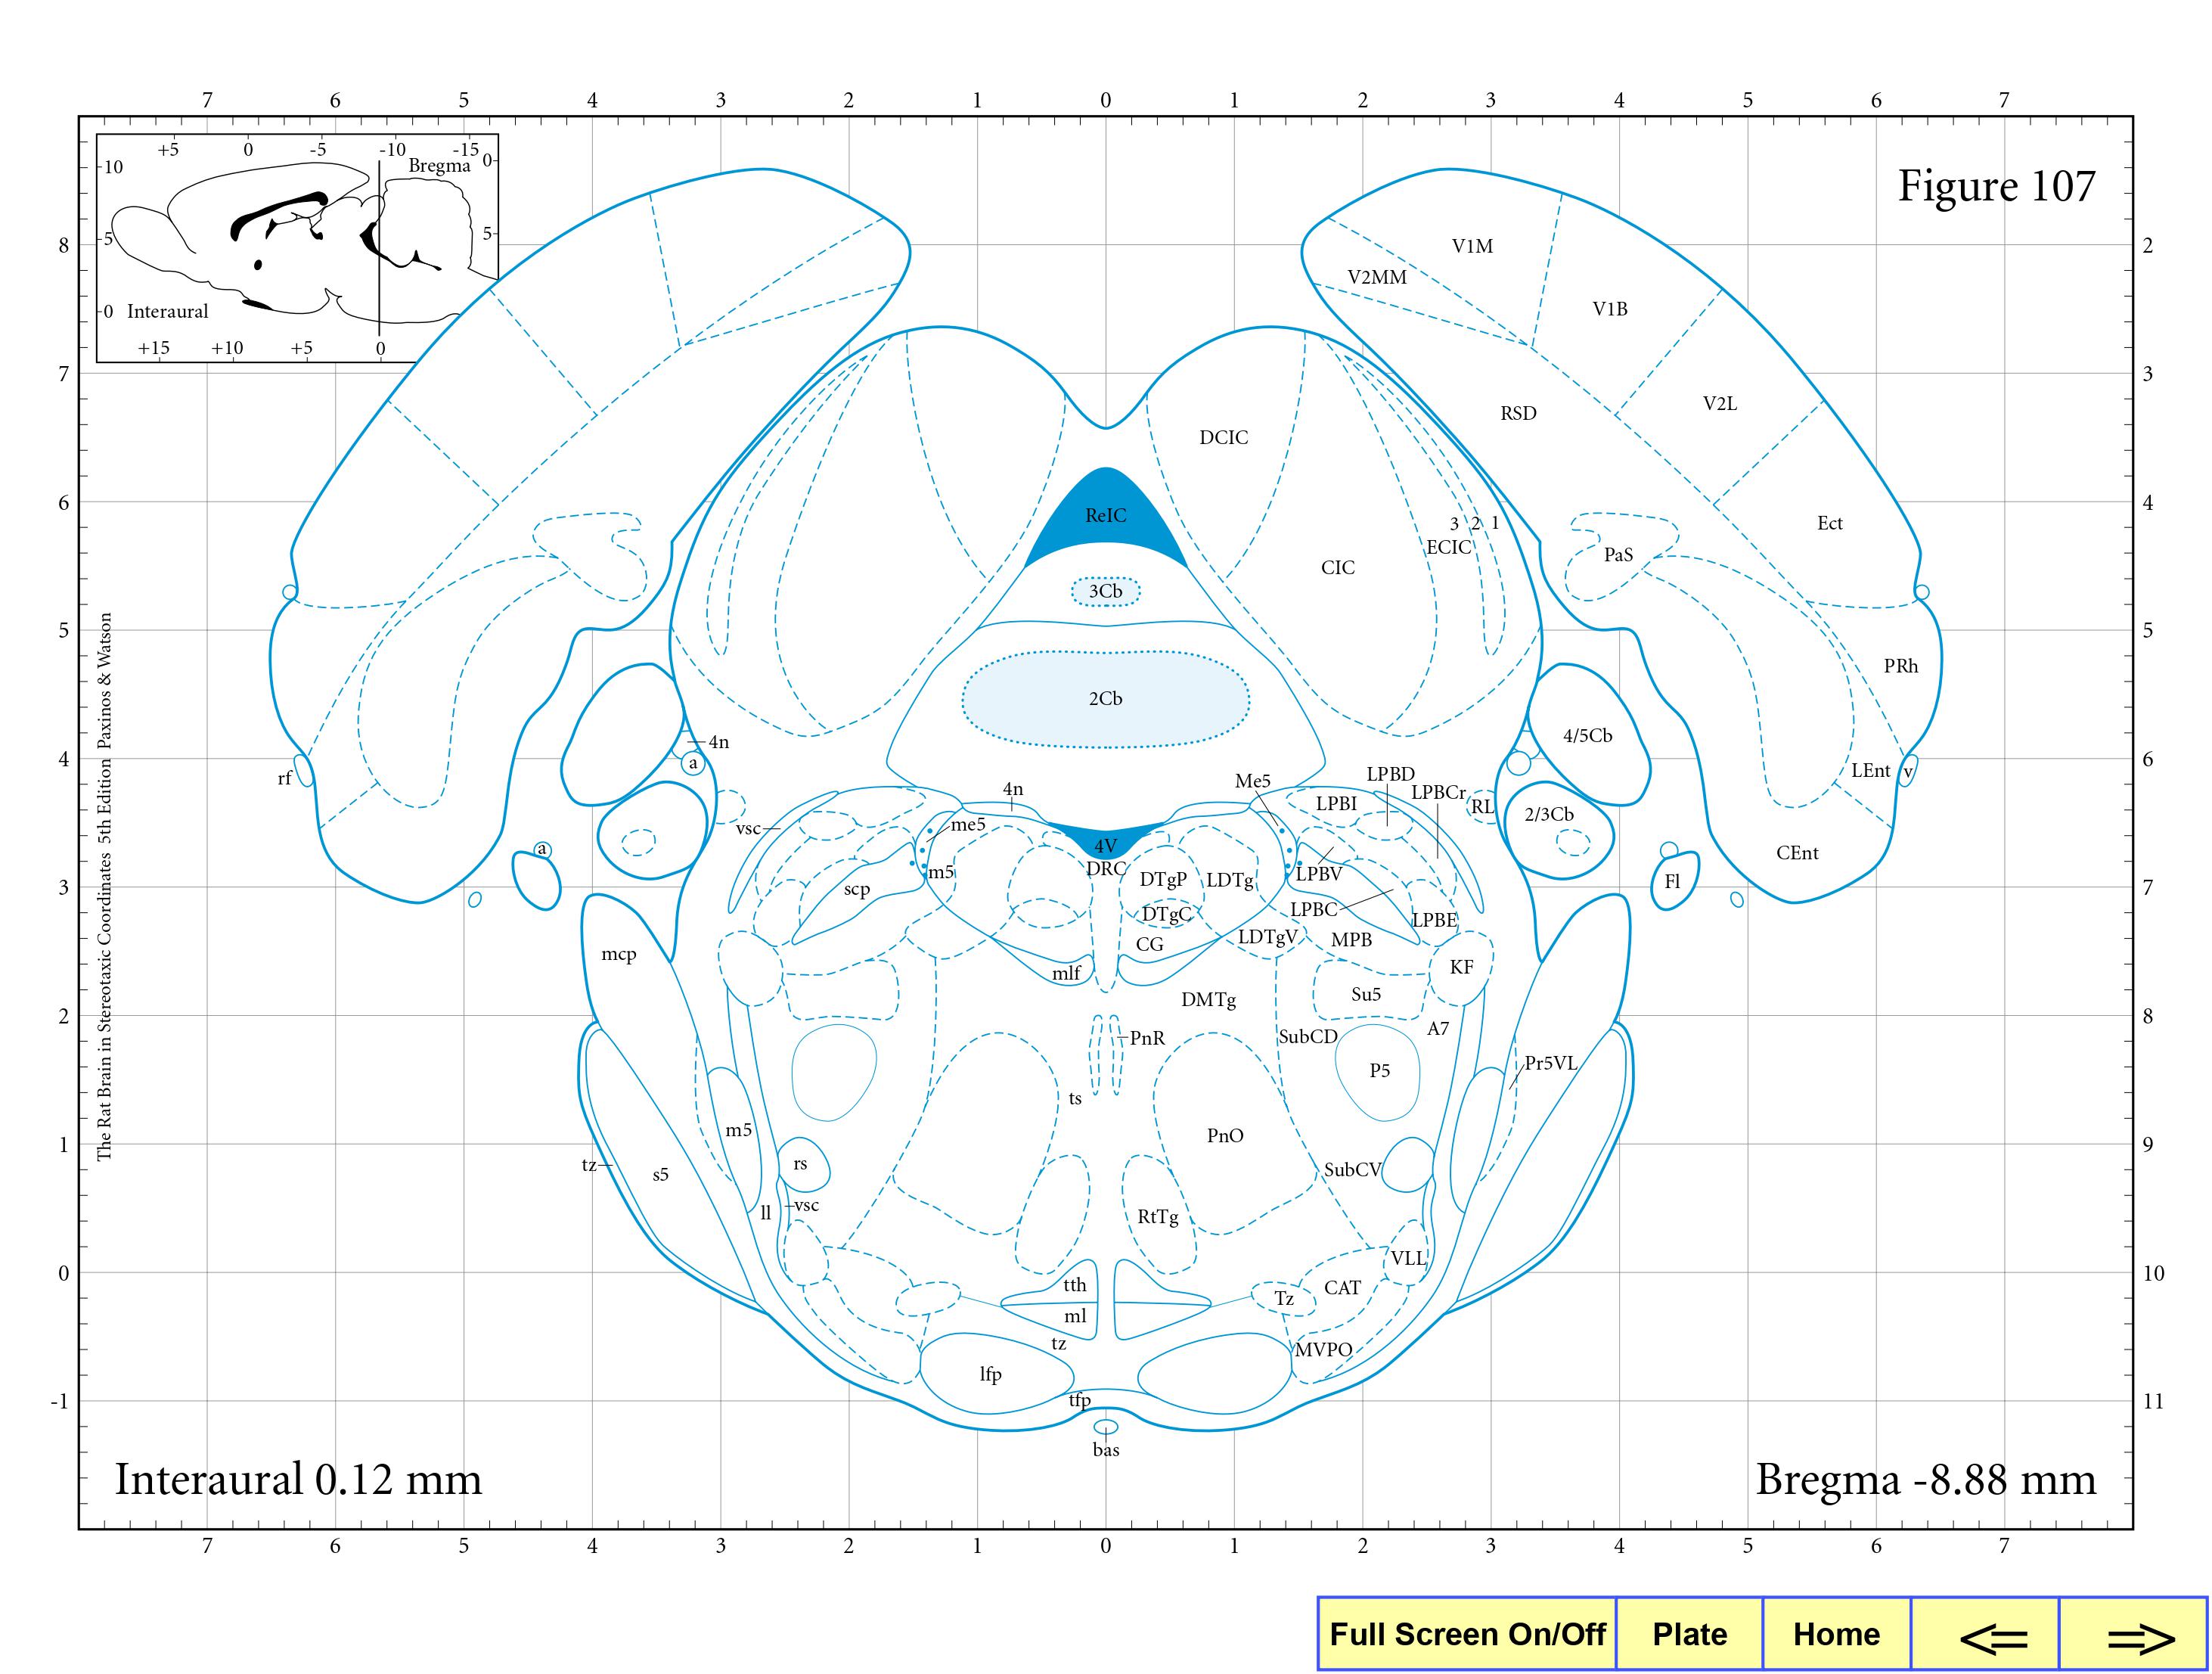 7 6 5 4 3 2 1 0 1 2 3 4 5 6 7
+5 0 -5 -10 -15
Bregma 0
10
5 5
0 Interaural
+15 +10 +5 0
Figure 107
8 2
7 3
6 4
5 5
4 6
3 7
2 8
1 9
0 10
-1 11
V1M
V2MM
V1B
V2L
RSD
DCIC
ReIC
3 2 1
ECIC
Ect
PaS
CIC
3Cb
PRh
2Cb
4n
4/5Cb
a
rf
LEnt
v
4n
Me5
LPBD
LPBI
LPBCr
RL
2/3Cb
vsc
me5
4V
DRC
a
m5
scp
DTgP
LDTg
LPBV
CEnt
Fl
DTgC
LPBC
LPBE
LDTgV
MPB
CG
mcp
mlf
KF
Su5
DMTg
A7
PnR
SubCD
P5
Pr5VL
ts
m5
PnO
tz
s5
rs
SubCV
ll
vsc
RtTg
VLL
tth
CAT
Tz
ml
tz
MVPO
lfp
tfp
bas
The Rat Brain in Stereotaxic Coordinates 5th Edition Paxinos & Watson
Interaural 0.12 mm
Bregma -8.88 mm
7 6 5 4 3 2 1 0 1 2 3 4 5 6 7
Full Screen On/Off Plate Home <= =>